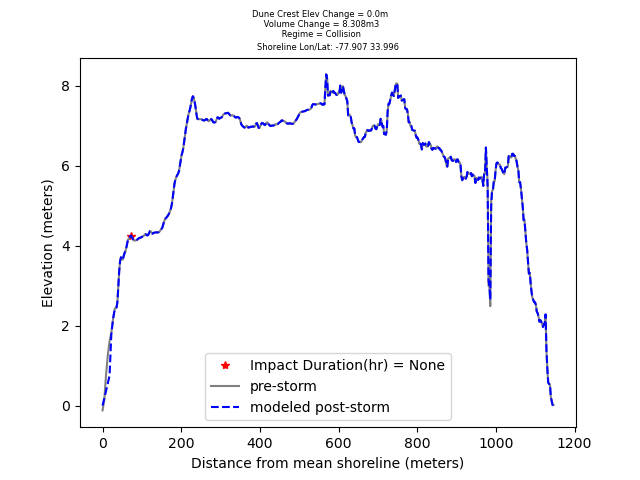 Dune Crest Elev Change = 0.0m
Volume Change = 8.308m3
Regime = Collision
Shoreline Lon/Lat: -77.907 33.996
Elevation (meters)
8
6
4
2
0
Impact Duration(hr) = None
pre-storm
modeled post-storm
0 200 400 600 800 1000 1200
Distance from mean shoreline (meters)